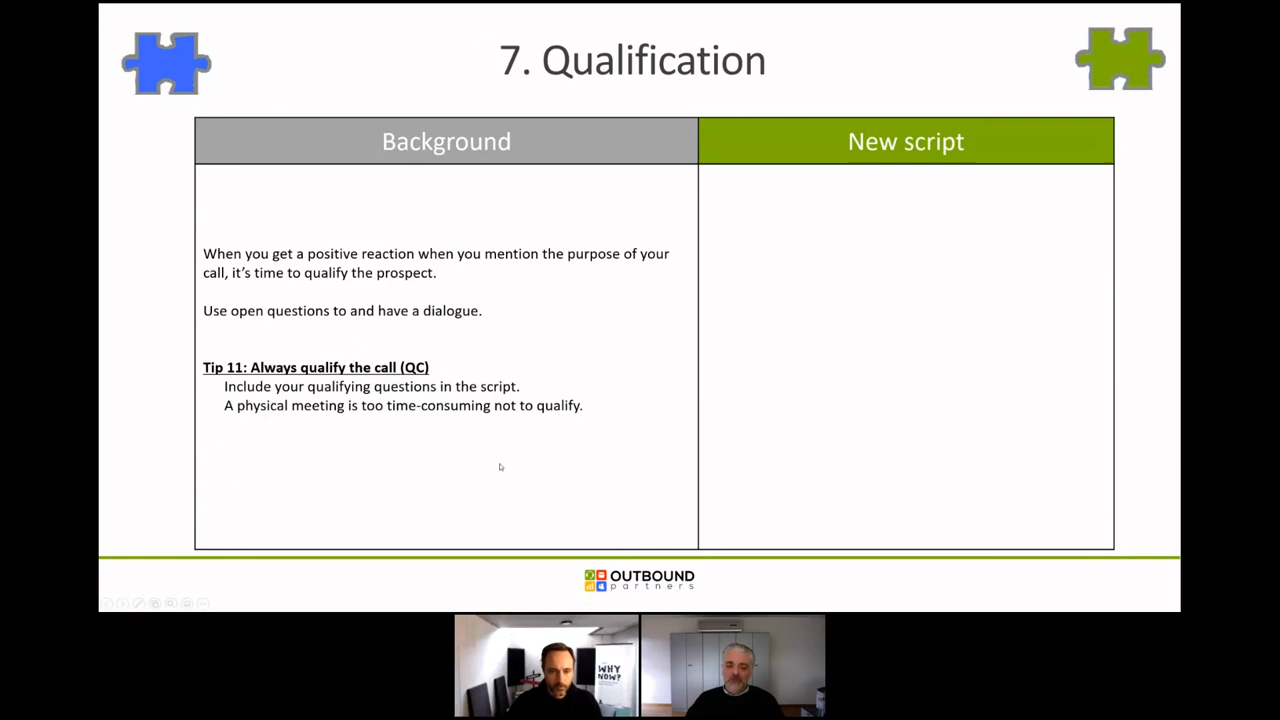 7. Qualification
Background
New script
When you get a positive reaction when you mention the purpose of your
call, it’s time to qualify the prospect.
Use open questions to and have a dialogue.
Tip 11: Always qualify the call (QC)
Include your qualifying questions in the script.
A physical meeting is too time-consuming not to qualify.
OUTBOUND
partners
WHY
NOW?